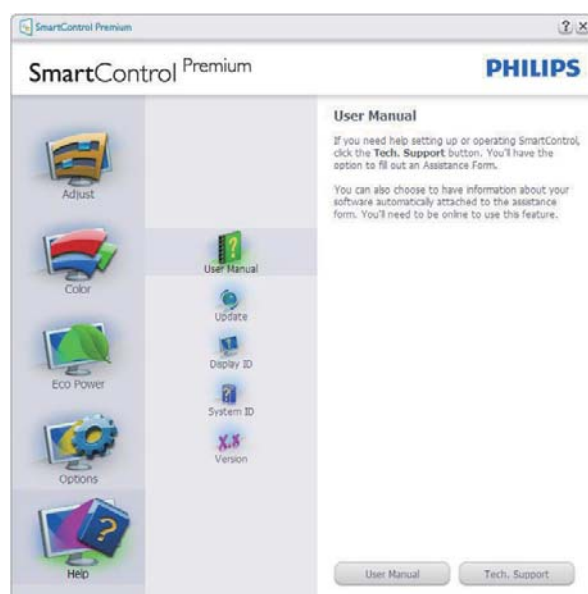 SmartControl Premium
SmartControl Premium
PHILIPS
Adjust
Color
Eco Power
Options
Help
User Manual
Update
Display ID
System ID
X.X
Version
User Manual
If you need help setting up or operating SmartControl,
click the Tech. Support button. You'll have the
option to fill out an Assistance Form.
You can also choose to have information about your
software automatically attached to the assistance
form. You'll need to be online to use this feature.
User Manual
Tech. Support